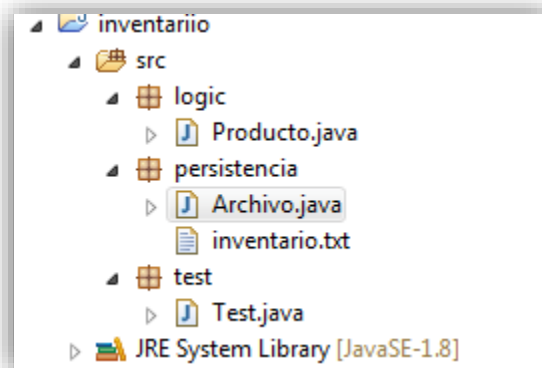 inventariio
src
logic
Producto.java
persistencia
Archivo.java
inventario.txt
test
Test.java
JRE System Library [JavaSE-1.8]